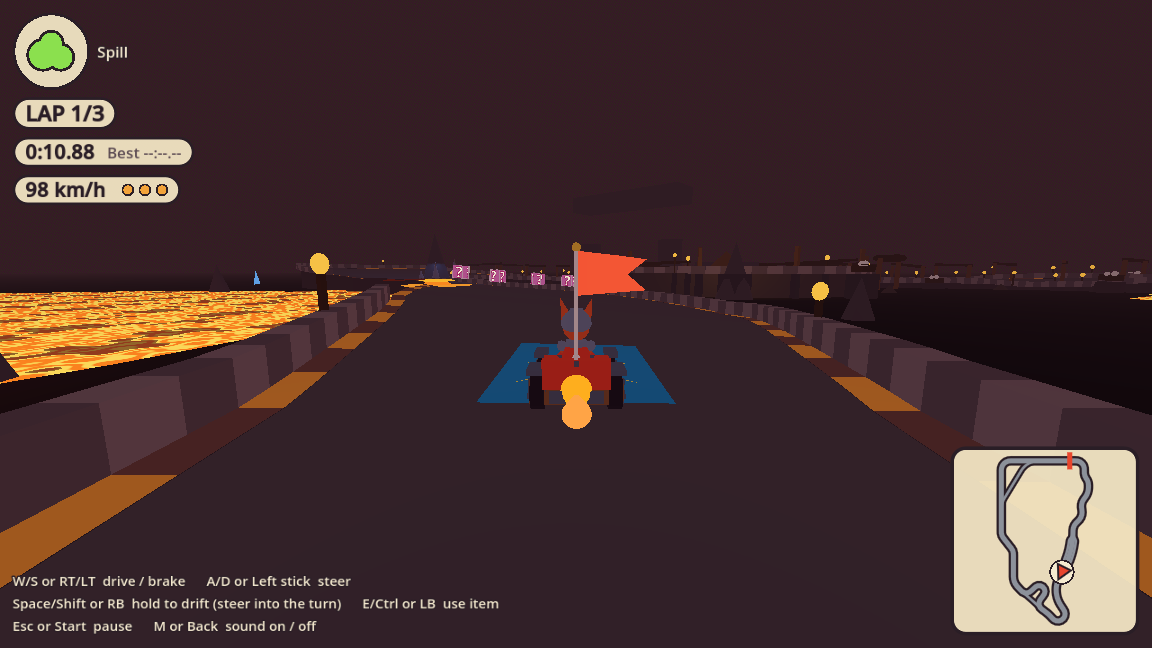 Spill
LAP 1/3
0:10.88 Best --:--.--
98 km/h
? ? ? ? ?
W/S or RT/LT drive / brake A/D or Left stick steer
Space/Shift or RB hold to drift (steer into the turn) E/Ctrl or LB use item
Esc or Start pause M or Back sound on / off